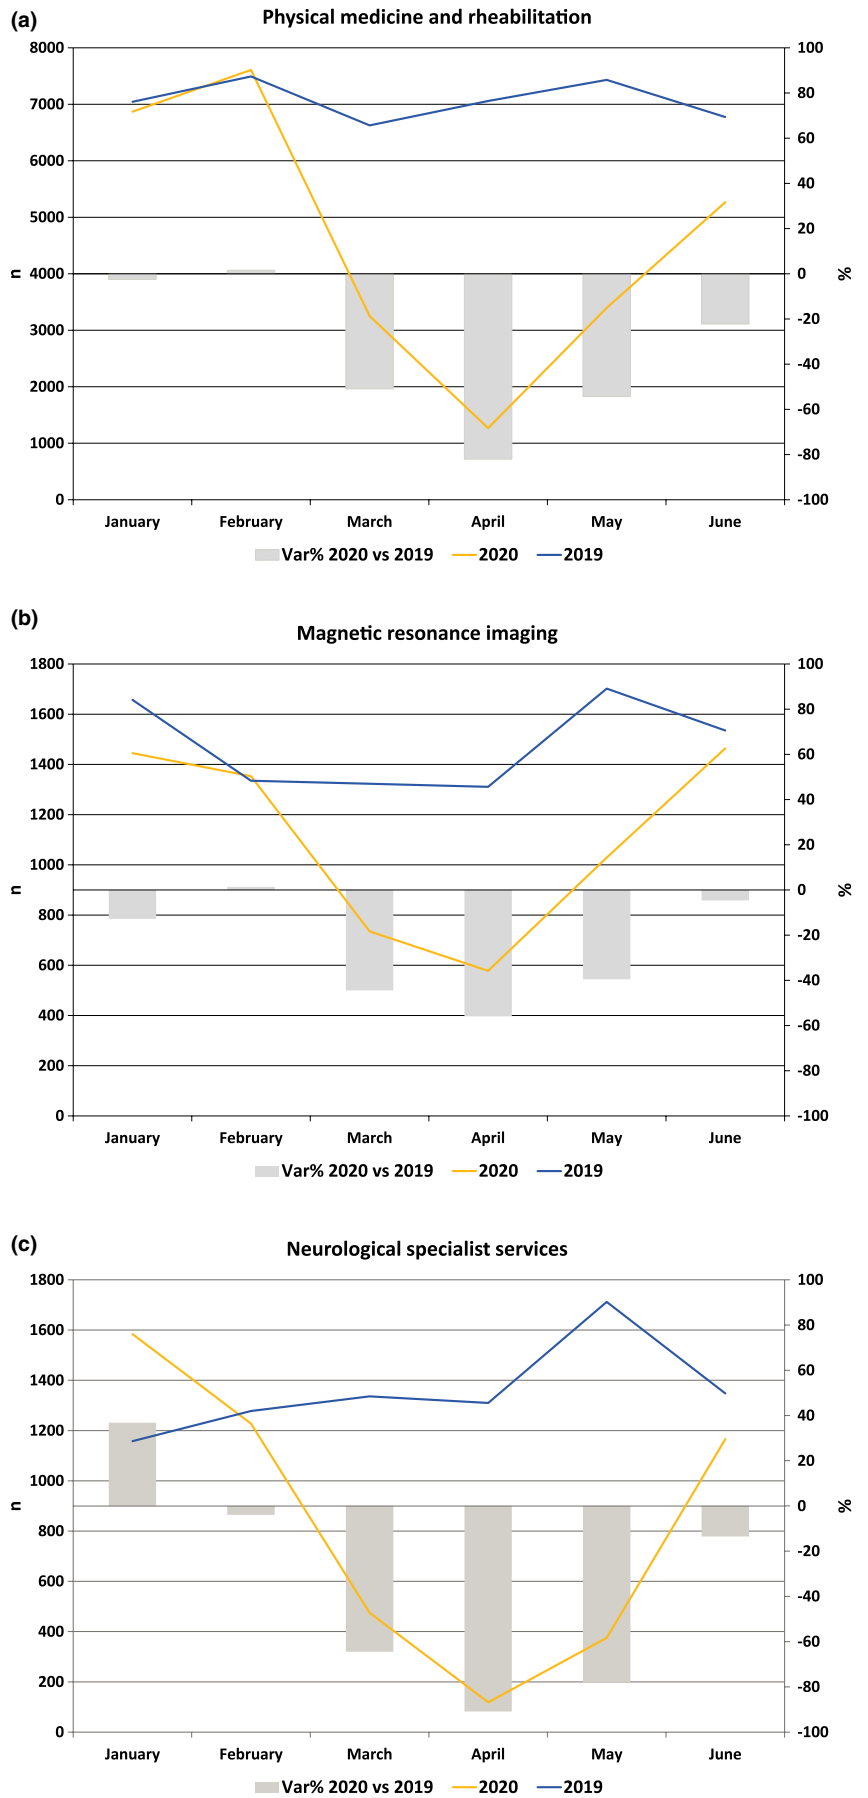 (a)
Physical medicine and rheabilitation
8000 100
7000 80
6000 60
5000 40
20
n 4000 0 %
3000 -20
2000 -40
-60
1000 -80
0 -100
January February March April May June
Var% 2020 vs 2019 2020 2019
(b)
Magnetic resonance imaging
1800 100
1600 80
1400 60
1200 40
1000 20
n 0 %
800 -20
600 -40
400 -60
200 -80
0 -100
January February March April May June
Var% 2020 vs 2019 2020 2019
(c)
Neurological specialist services
1800 100
1600 80
1400 60
1200 40
1000 20
n 0 %
800 -20
600 -40
400 -60
200 -80
0 -100
January February March April May June
Var% 2020 vs 2019 2020 2019